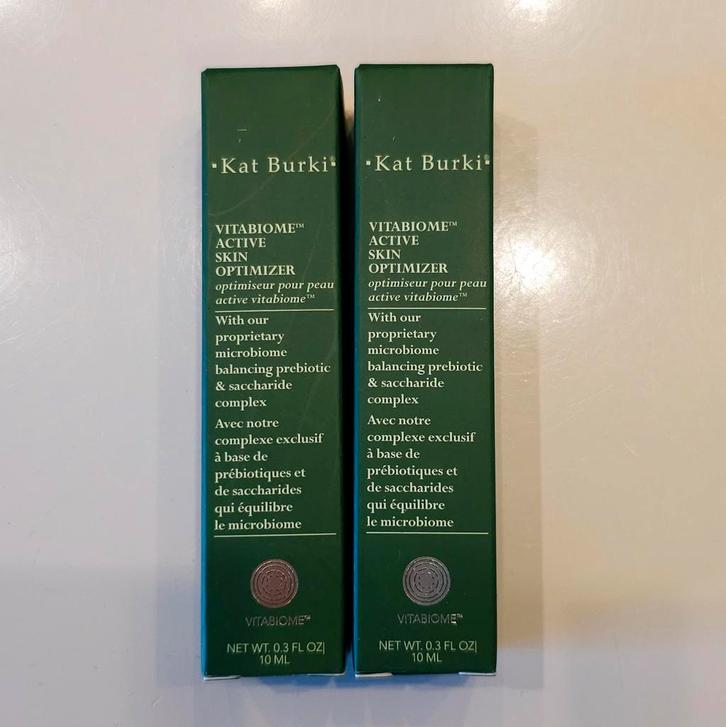 ·Kat Burki·
VITABIOME™
ACTIVE
SKIN
OPTIMIZER
optimiseur pour peau
active vitabiome™
With our
proprietary
microbiome
balancing prebiotic
& saccharide
complex
Avec notre
complexe exclusif
à base de
prébiotiques et
de saccharides
qui équilibre
le microbiome
VITABIOME™
NET WT. 0.3 FL OZ|
10 ML
·Kat Burki·
VITABIOME™
ACTIVE
SKIN
OPTIMIZER
optimiseur pour peau
active vitabiome™
With our
proprietary
microbiome
balancing prebiotic
& saccharide
complex
Avec notre
complexe exclusif
à base de
prébiotiques et
de saccharides
qui équilibre
le microbiome
VITABIOME™
NET WT. 0.3 FL OZ|
10 ML